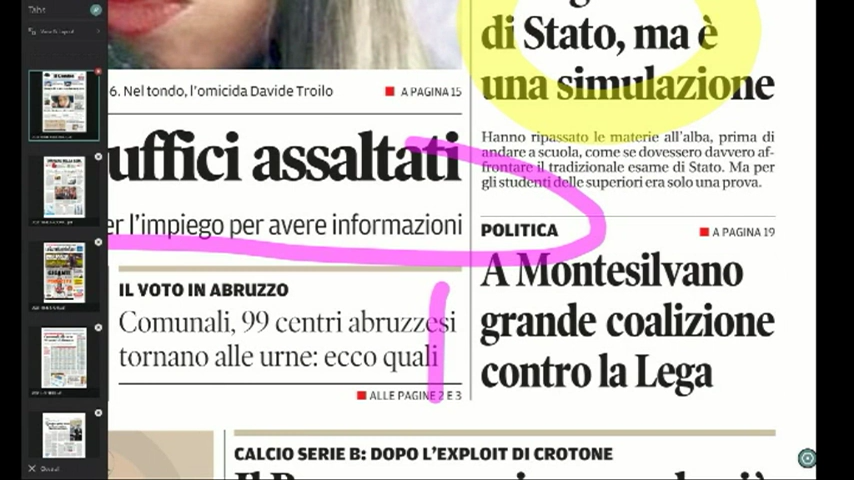 Tabs
di Stato, ma è
una simulazione
6. Nel tondo, l'omicida Davide Troilo
A PAGINA 15
Hanno ripassato le materie all'alba, prima di
andare a scuola, come se dovessero davvero af-
frontare il tradizionale esame di Stato. Ma per
gli studenti delle superiori era solo una prova.
uffici assaltati
er l'impiego per avere informazioni
POLITICA
A PAGINA 19
A Montesilvano
grande coalizione
contro la Lega
IL VOTO IN ABRUZZO
Comunali, 99 centri abruzzesi
tornano alle urne: ecco quali
ALLE PAGINE 2 E 3
CALCIO SERIE B: DOPO L'EXPLOIT DI CROTONE